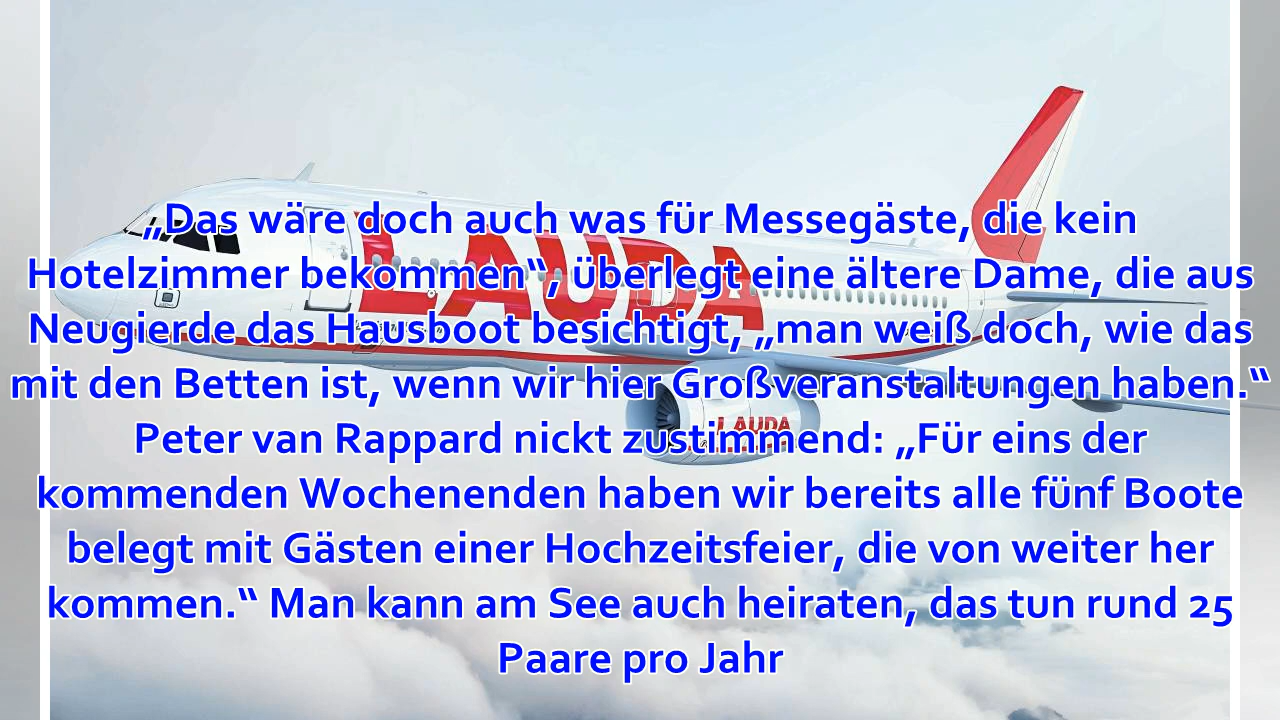 „Das wäre doch auch was für Messegäste, die kein
Hotelzimmer bekommen“, überlegt eine ältere Dame, die aus
Neugierde das Hausboot besichtigt, „man weiß doch, wie das
mit den Betten ist, wenn wir hier Großveranstaltungen haben.“
Peter van Rappard nickt zustimmend: „Für eins der
kommenden Wochenenden haben wir bereits alle fünf Boote
belegt mit Gästen einer Hochzeitsfeier, die von weiter her
kommen.“ Man kann am See auch heiraten, das tun rund 25
Paare pro Jahr
LAUDA
LAUDA